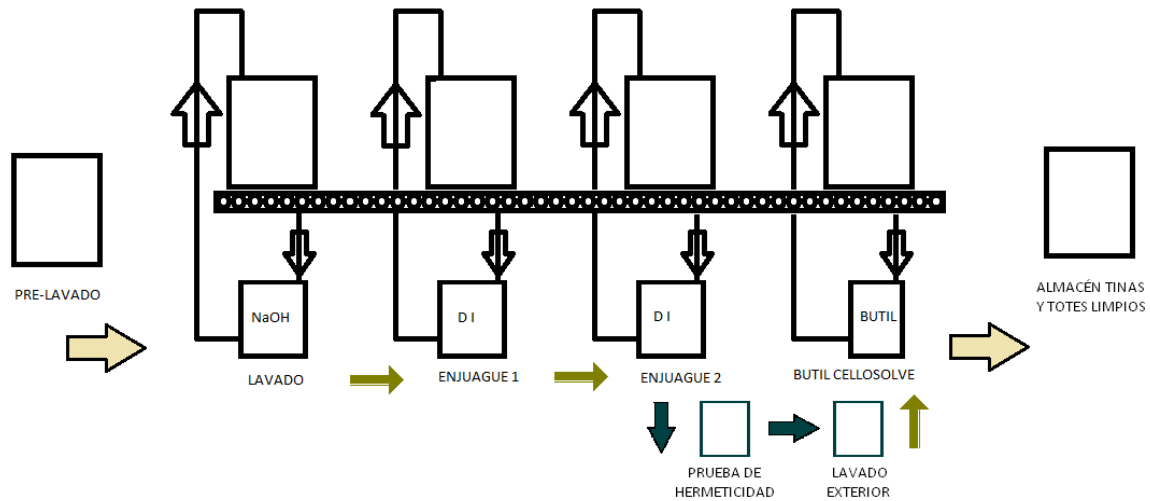 PRE-LAVADO
NaOH
D I
D I
BUTIL
LAVADO
ENJUAGUE 1
ENJUAGUE 2
BUTIL CELLOSOLVE
ALMACÉN TINAS
Y TOTES LIMPIOS
PRUEBA DE
HERMETICIDAD
LAVADO
EXTERIOR